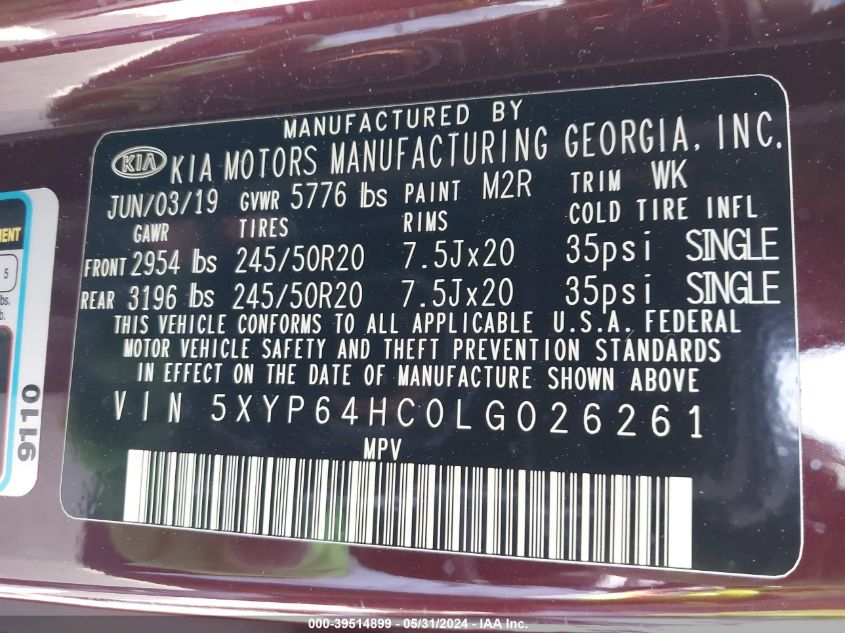 MANUFACTURED BY
KIA KIA MOTORS MANUFACTURING GEORGIA, INC.
JUN/03/19 GVWR 5776 lbs PAINT M2R TRIM WK
GAWR TIRES RIMS COLD TIRE INFL
FRONT 2954 lbs 245/50R20 7.5Jx20 35psi SINGLE
REAR 3196 lbs 245/50R20 7.5Jx20 35psi SINGLE
THIS VEHICLE CONFORMS TO ALL APPLICABLE U.S.A. FEDERAL
MOTOR VEHICLE SAFETY AND THEFT PREVENTION STANDARDS
IN EFFECT ON THE DATE OF MANUFACTURE SHOWN ABOVE
VIN 5XYP64HC0LG026261
MPV
5
9110
000-39514899 - 05/31/2024 - IAA Inc.